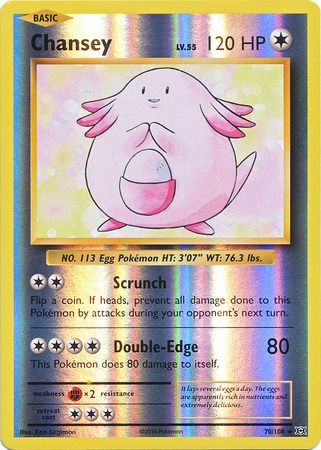 BASIC
Chansey LV.55 120 HP
NO. 113 Egg Pokémon HT: 3'07" WT: 76.3 lbs.
Scrunch
Flip a coin. If heads, prevent all damage done to this
Pokémon by attacks during your opponent's next turn.
Double-Edge 80
This Pokémon does 80 damage to itself.
weakness ×2 resistance
retreat
cost
It lays several eggs a day. The eggs
are apparently rich in nutrients and
extremely delicious.
Illus. Ken Sugimori ©2016 Pokémon 70/108 ★